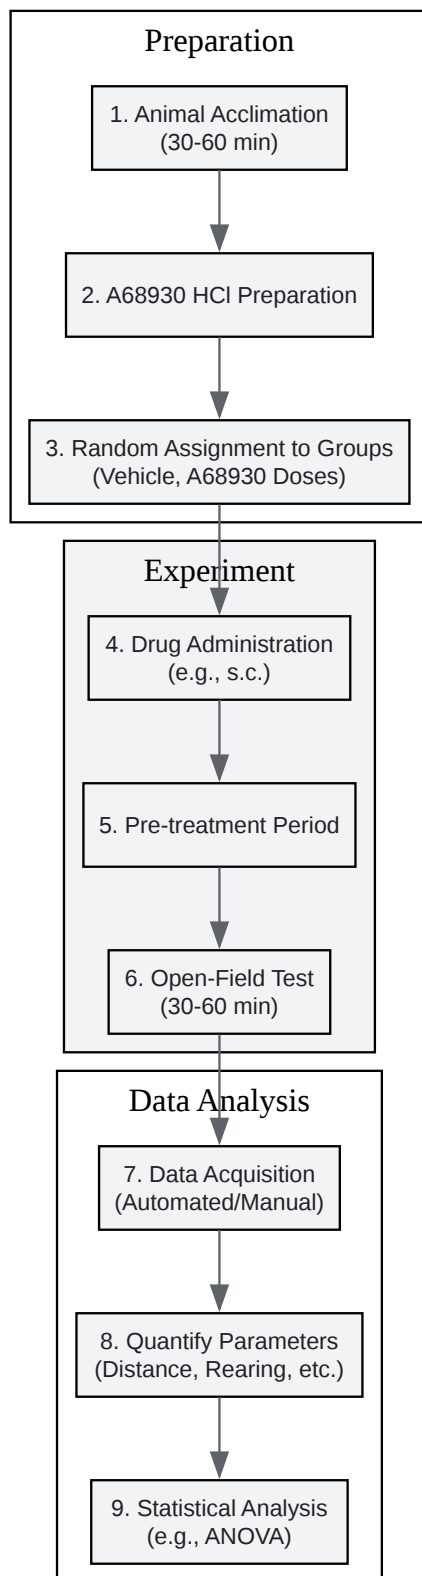 Preparation
1. Animal Acclimation
(30-60 min)
2. A68930 HCl Preparation
3. Random Assignment to Groups
(Vehicle, A68930 Doses)
Experiment
4. Drug Administration
(e.g., s.c.)
5. Pre-treatment Period
6. Open-Field Test
(30-60 min)
Data Analysis
7. Data Acquisition
(Automated/Manual)
8. Quantify Parameters
(Distance, Rearing, etc.)
9. Statistical Analysis
(e.g., ANOVA)